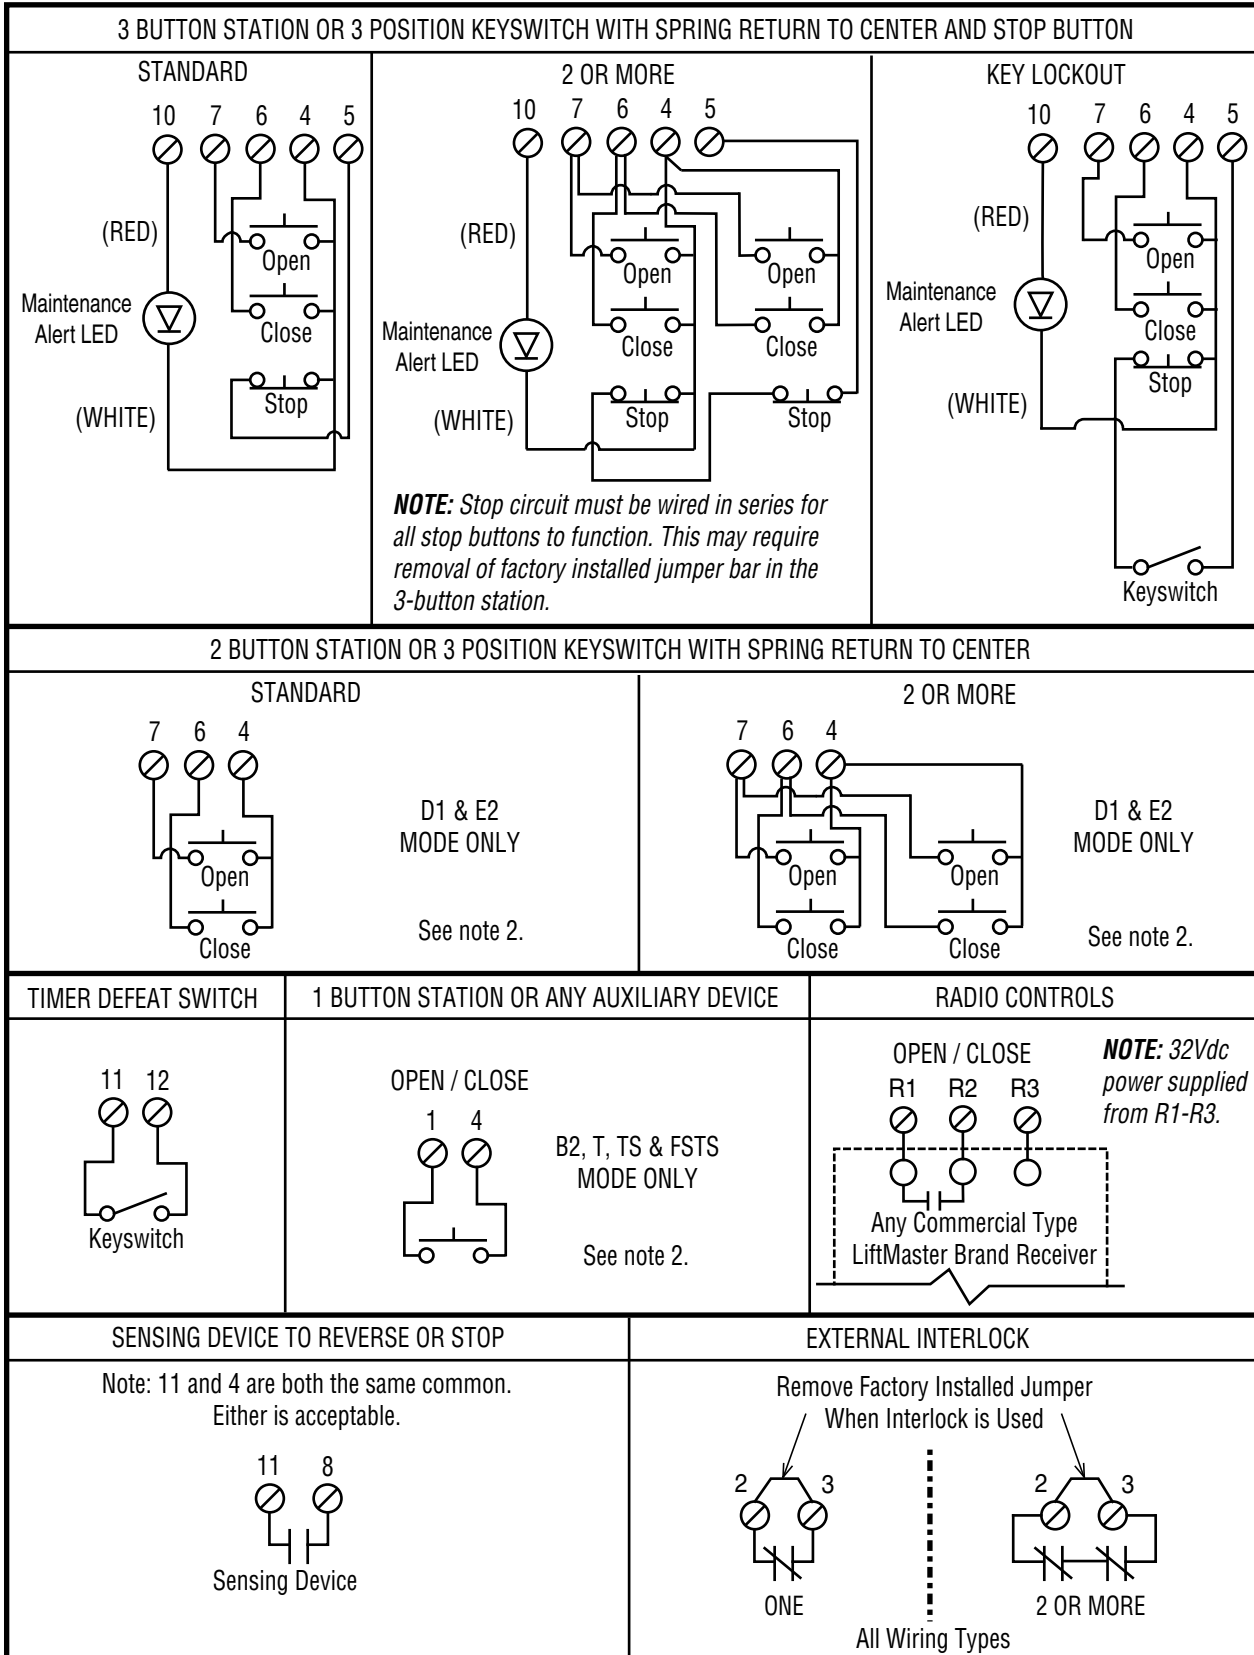 3 BUTTON STATION OR 3 POSITION KEYSWITCH WITH SPRING RETURN TO CENTER AND STOP BUTTON
STANDARD
10 7 6 4 5
(RED)
Open
Maintenance
Alert LED
Close
Stop
(WHITE)
2 OR MORE
10 7 6 4 5
(RED)
Open Open
Maintenance
Alert LED
Close Close
(WHITE)
Stop Stop
NOTE: Stop circuit must be wired in series for
all stop buttons to function. This may require
removal of factory installed jumper bar in the
3-button station.
KEY LOCKOUT
10 7 6 4 5
(RED)
Open
Maintenance
Alert LED
Close
Stop
(WHITE)
Keyswitch
2 BUTTON STATION OR 3 POSITION KEYSWITCH WITH SPRING RETURN TO CENTER
STANDARD
7 6 4
Open
Close
D1 & E2
MODE ONLY
See note 2.
2 OR MORE
7 6 4
Open Open
Close Close
D1 & E2
MODE ONLY
See note 2.
TIMER DEFEAT SWITCH
11 12
Keyswitch
1 BUTTON STATION OR ANY AUXILIARY DEVICE
OPEN / CLOSE
1 4
B2, T, TS & FSTS
MODE ONLY
See note 2.
RADIO CONTROLS
OPEN / CLOSE
R1 R2 R3
NOTE: 32Vdc
power supplied
from R1-R3.
Any Commercial Type
LiftMaster Brand Receiver
SENSING DEVICE TO REVERSE OR STOP
Note: 11 and 4 are both the same common.
Either is acceptable.
11 8
Sensing Device
EXTERNAL INTERLOCK
Remove Factory Installed Jumper
When Interlock is Used
2 3
ONE
2 3
2 OR MORE
All Wiring Types